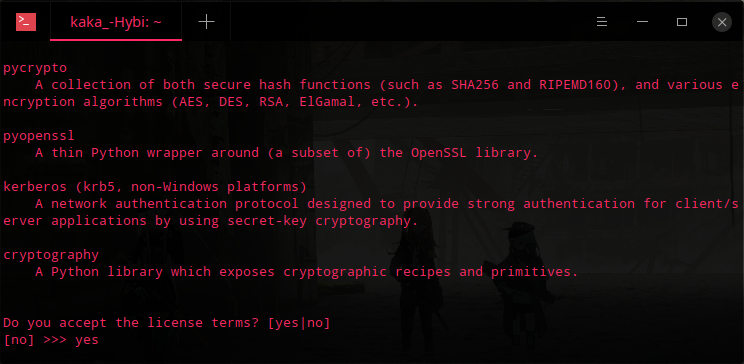 kaka_-Hybi: ~
pycrypto
A collection of both secure hash functions (such as SHA256 and RIPEMD160), and various e
ncryption algorithms (AES, DES, RSA, ElGamal, etc.).
pyopenssl
A thin Python wrapper around (a subset of) the OpenSSL library.
kerberos (krb5, non-Windows platforms)
A network authentication protocol designed to provide strong authentication for client/s
erver applications by using secret-key cryptography.
cryptography
A Python library which exposes cryptographic recipes and primitives.
Do you accept the license terms? [yes|no]
[no] >>> yes